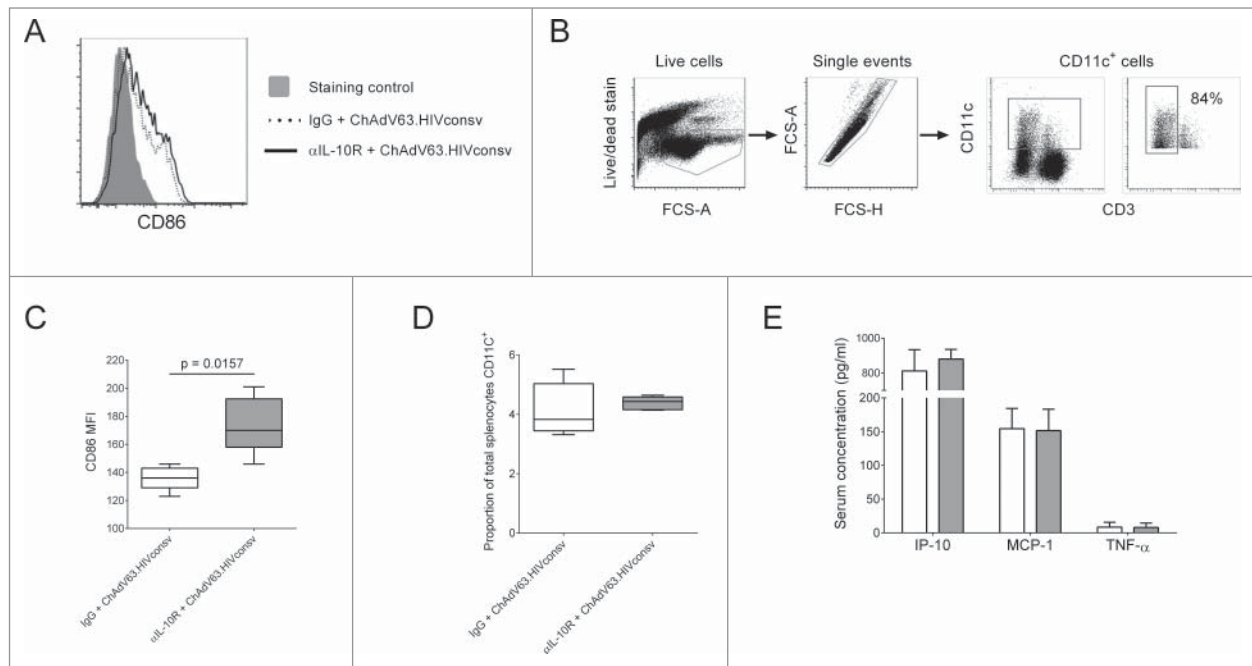 A
Staining control
IgG + ChAdV63.HIVconsv
αIL-10R + ChAdV63.HIVconsv
CD86
B
Live cells
Single events
CD11c⁺ cells
Live/dead stain
FCS-A
FCS-A
FCS-H
CD11c
84%
CD3
C
p = 0.0157
CD86 MFI
220
200
180
160
140
120
100
IgG + ChAdV63.HIVconsv
αIL-10R + ChAdV63.HIVconsv
D
Proportion of total splenocytes CD11C⁺
6
4
2
0
IgG + ChAdV63.HIVconsv
αIL-10R + ChAdV63.HIVconsv
E
Serum concentration (pg/ml)
1000
800
200
150
100
50
0
IP-10
MCP-1
TNF-α